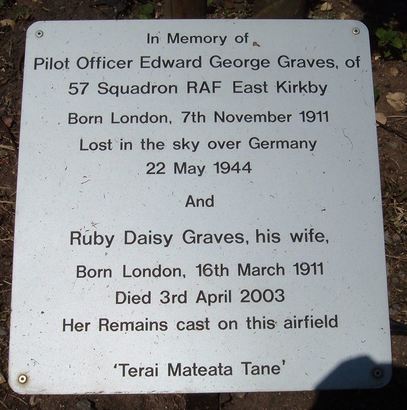 In Memory of
Pilot Officer Edward George Graves, of
57 Squadron RAF East Kirkby
Born London, 7th November 1911
Lost in the sky over Germany
22 May 1944
And
Ruby Daisy Graves, his wife,
Born London, 16th March 1911
Died 3rd April 2003
Her Remains cast on this airfield
'Terai Mateata Tane'